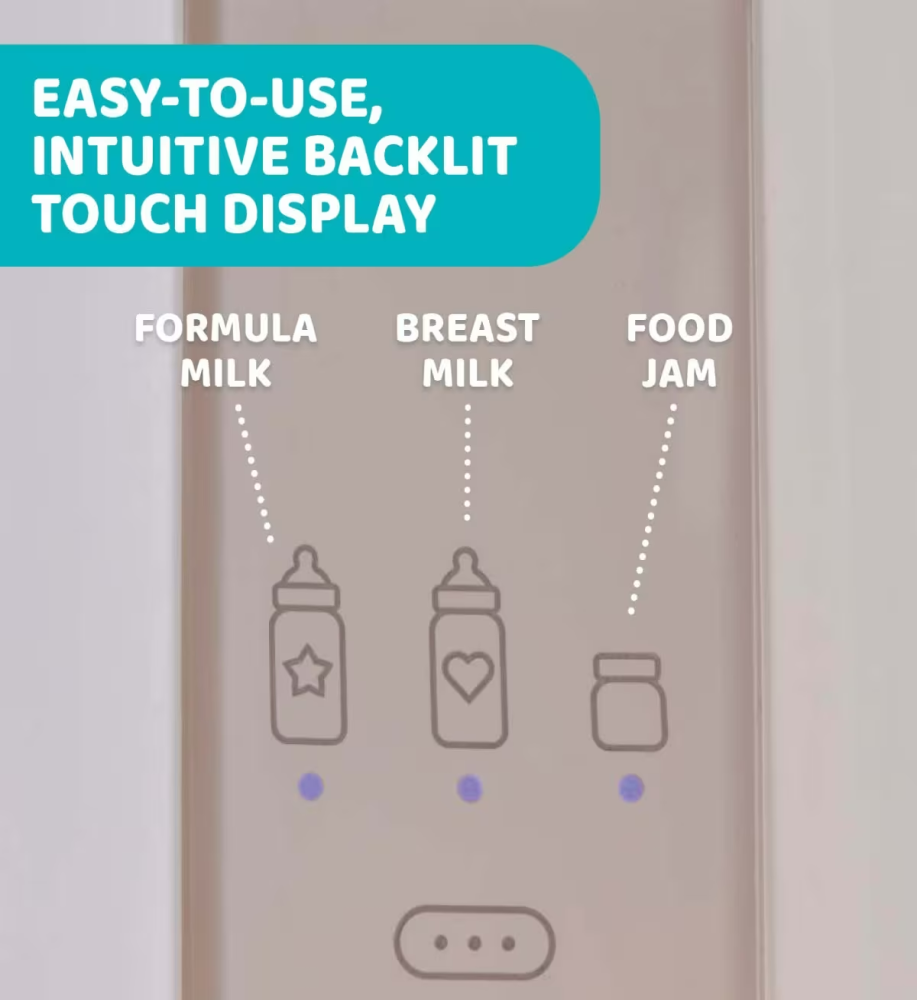 EASY-TO-USE,
INTUITIVE BACKLIT
TOUCH DISPLAY
FORMULA
MILK
BREAST
MILK
FOOD
JAM